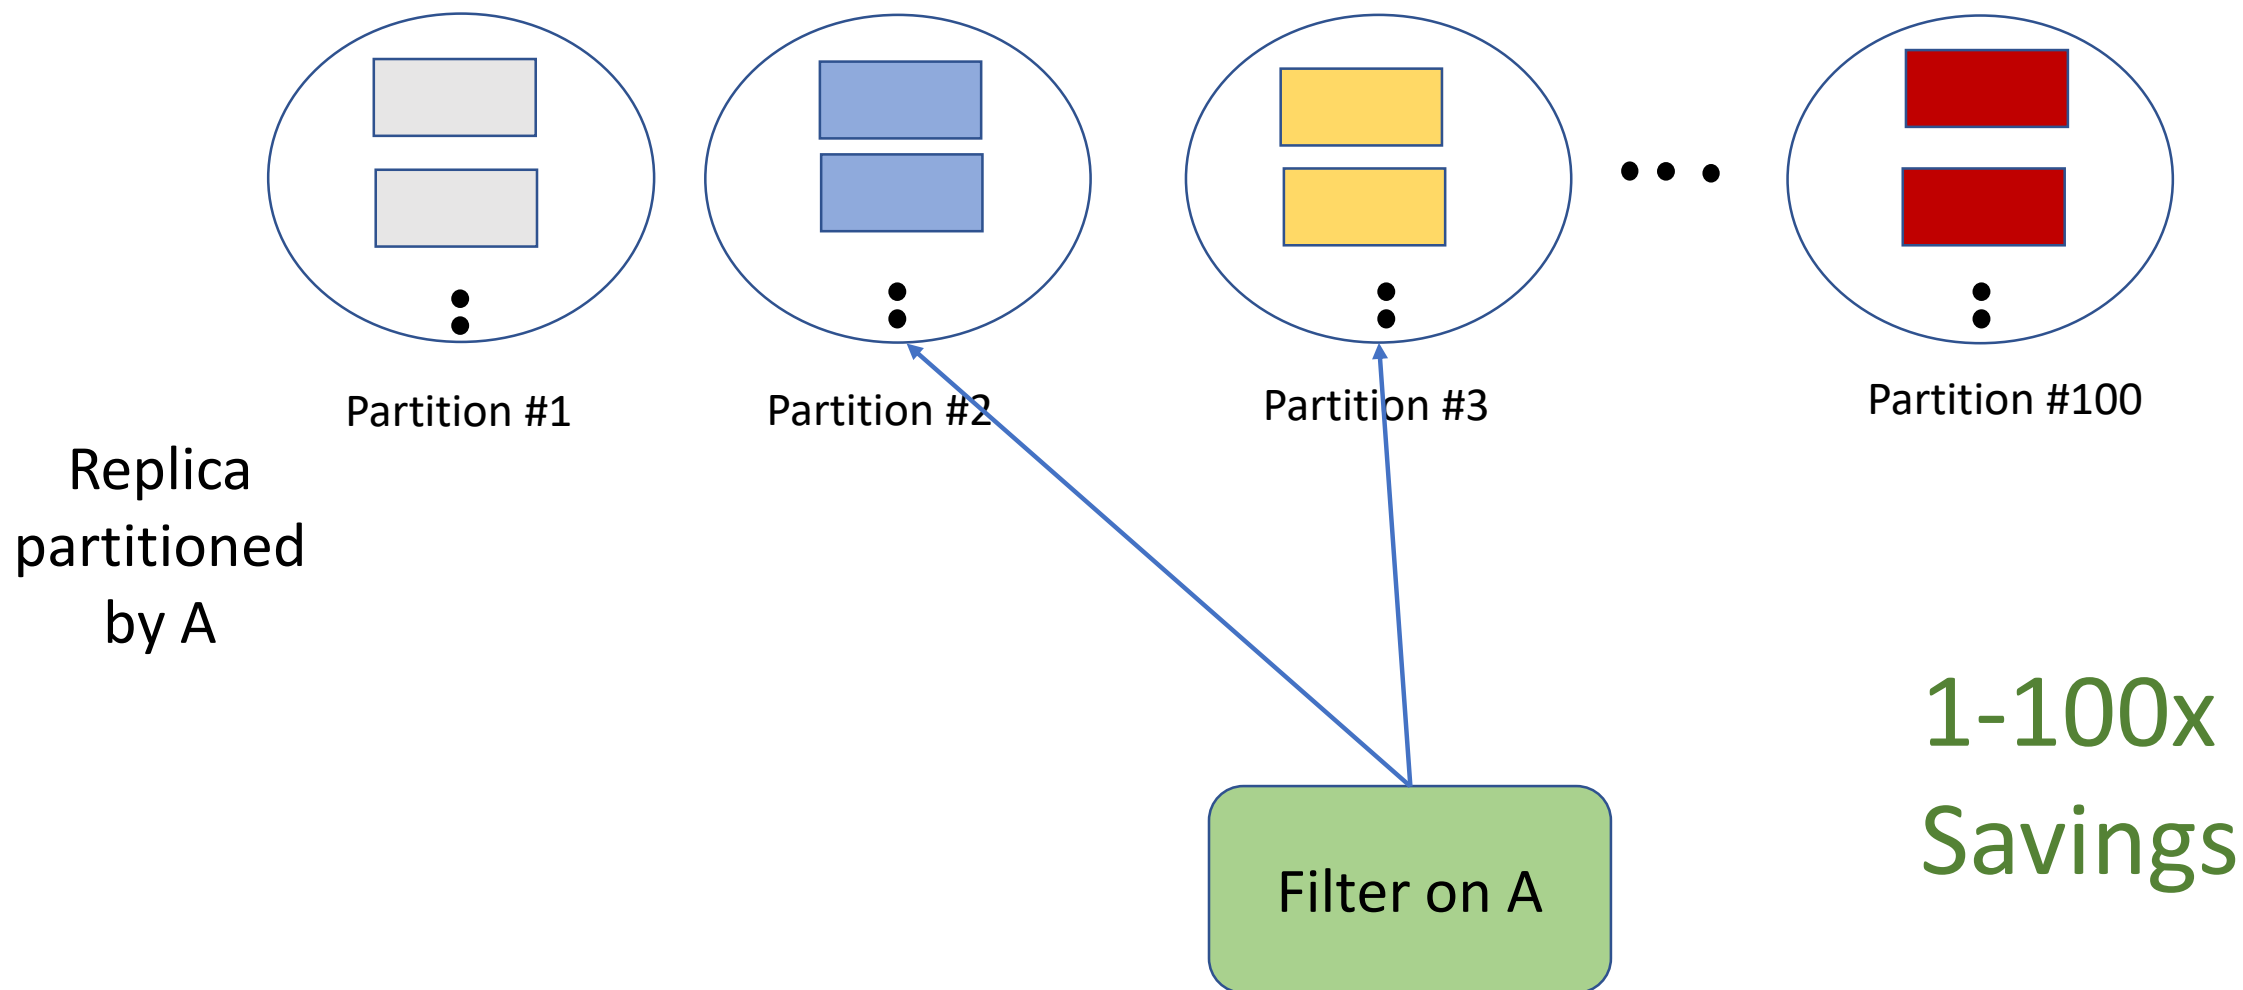 Partition #1
Partition #2
Partition #3
Partition #100
Replica
partitioned
by A
1-100x
Savings
Filter on A